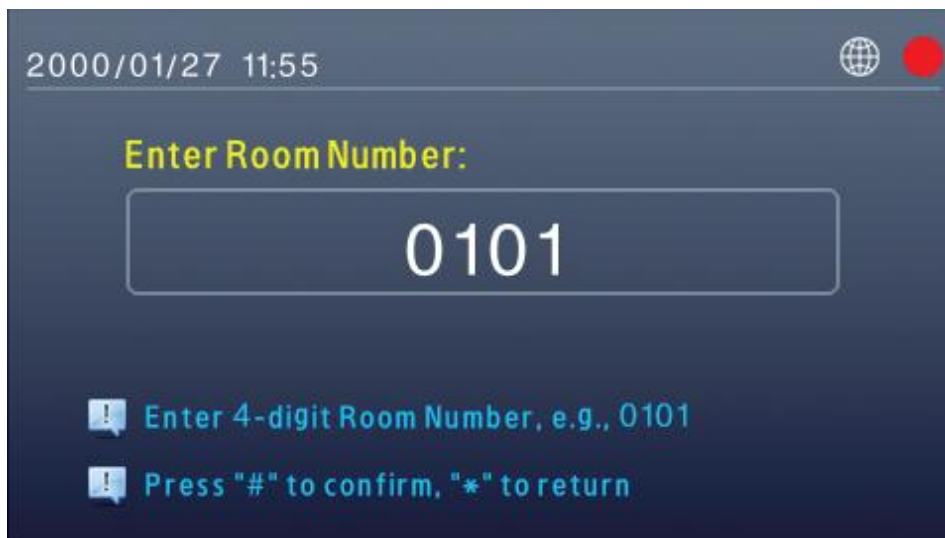 2000/01/27 11:55
Enter Room Number:
0101
Enter 4-digit Room Number, e.g., 0101
Press "#" to confirm, "*" to return